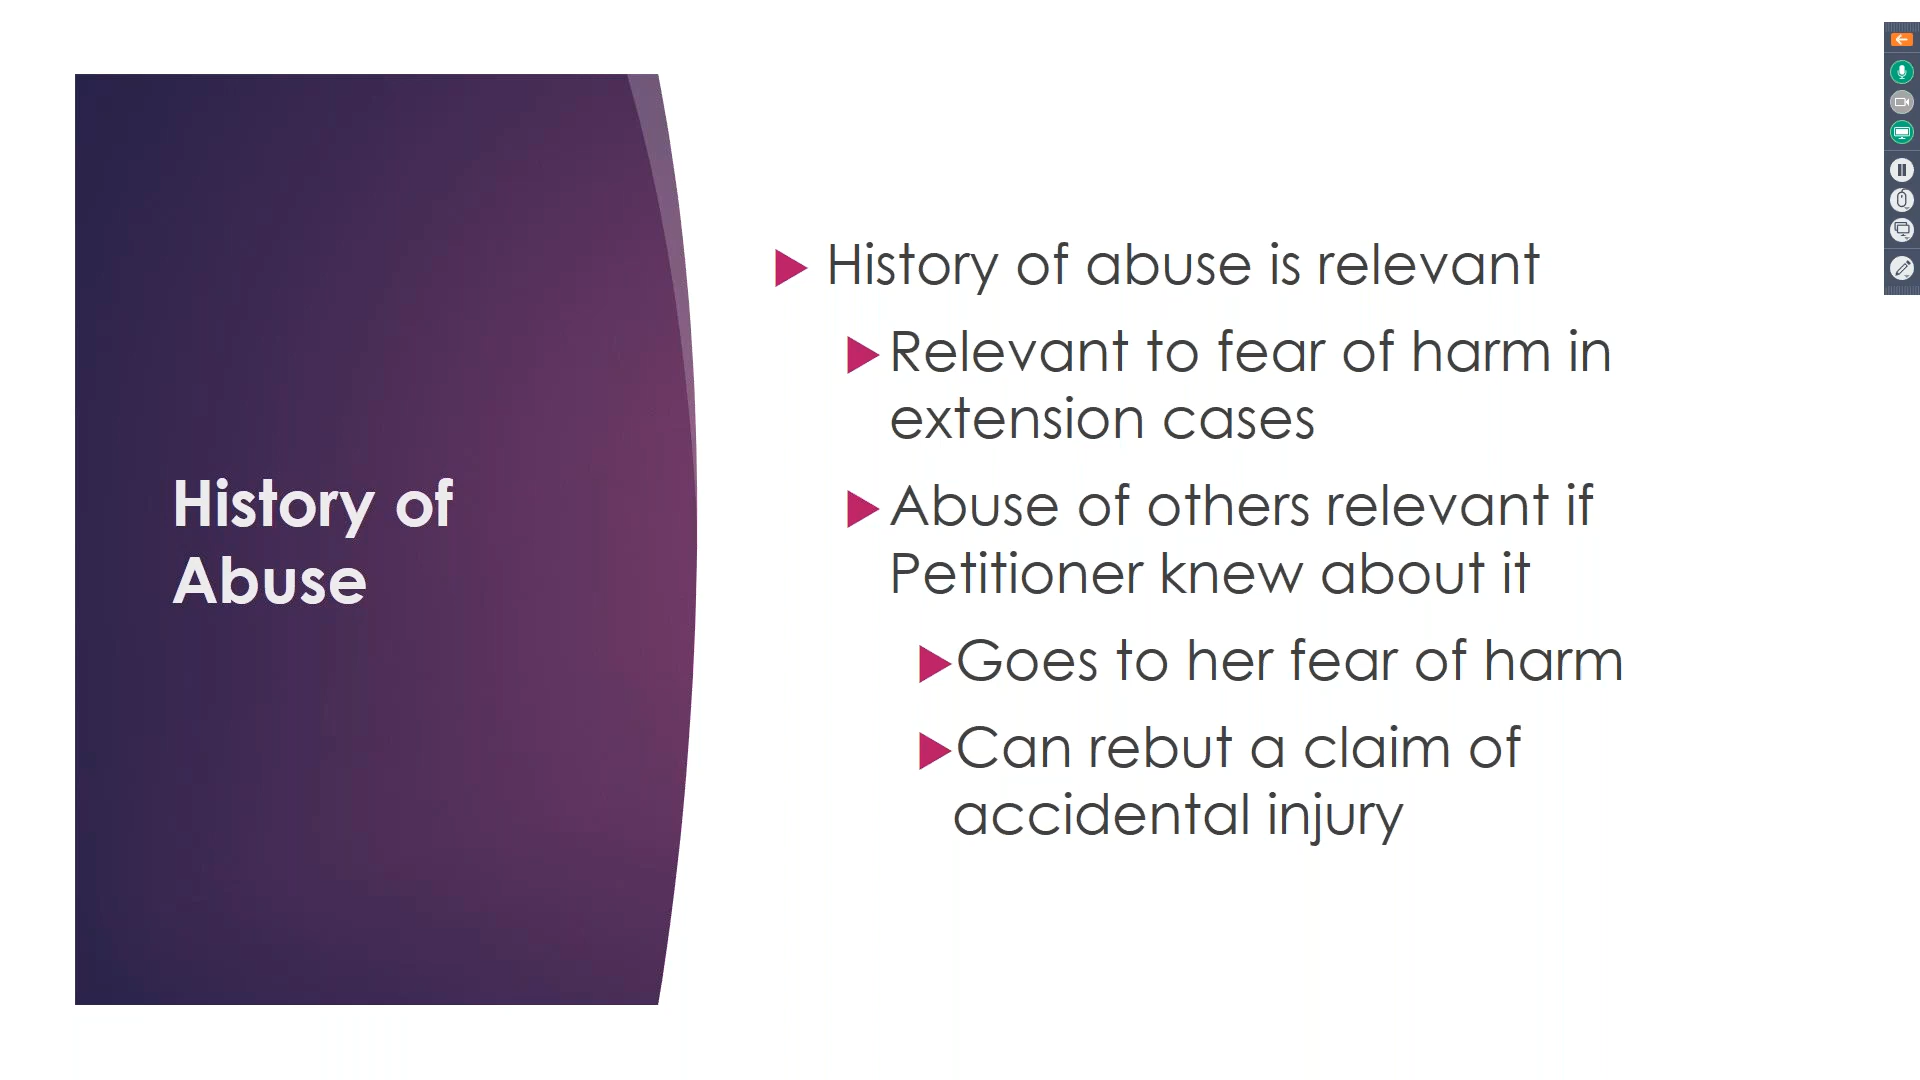 History of
Abuse
History of abuse is relevant
Relevant to fear of harm in
extension cases
Abuse of others relevant if
Petitioner knew about it
Goes to her fear of harm
Can rebut a claim of
accidental injury